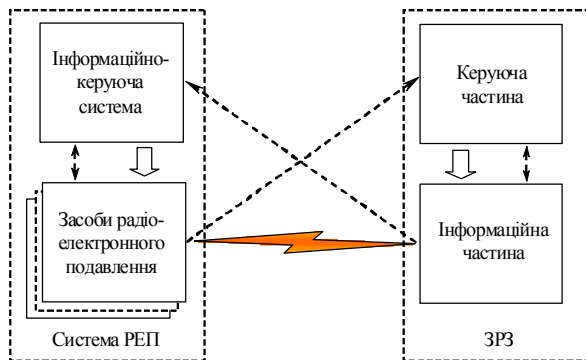 Інформаційно-
керуюча
система
Керуюча
частина
Засоби радіо-
електронного
подавлення
Інформаційна
частина
Система РЕП
ЗРЗ